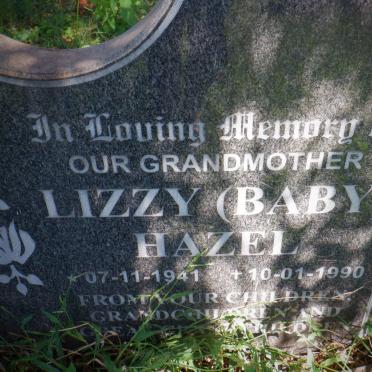 In Loving Memory
OUR GRANDMOTHER
LIZZY (BABY
HAZEL
* 07-11-1941 + 10-01-1990
FROM YOUR CHILDREN,
GRANDCHILDREN AND